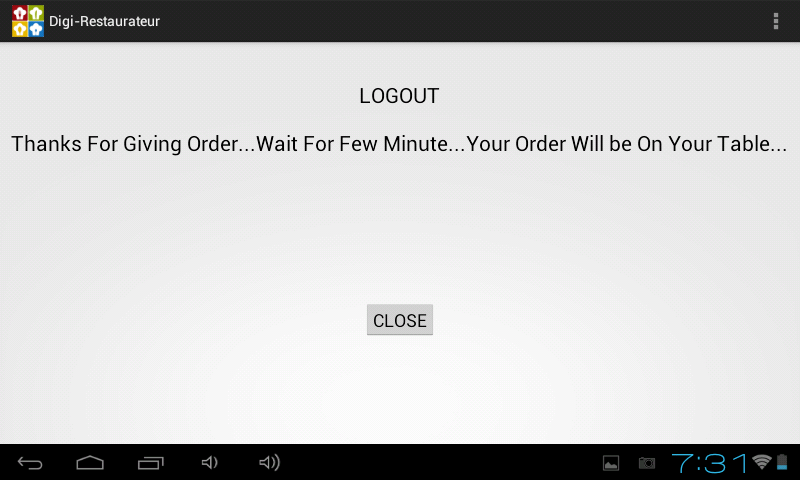 Digi-Restaurateur
LOGOUT
Thanks For Giving Order...Wait For Few Minute...Your Order Will be On Your Table...
CLOSE
7:31